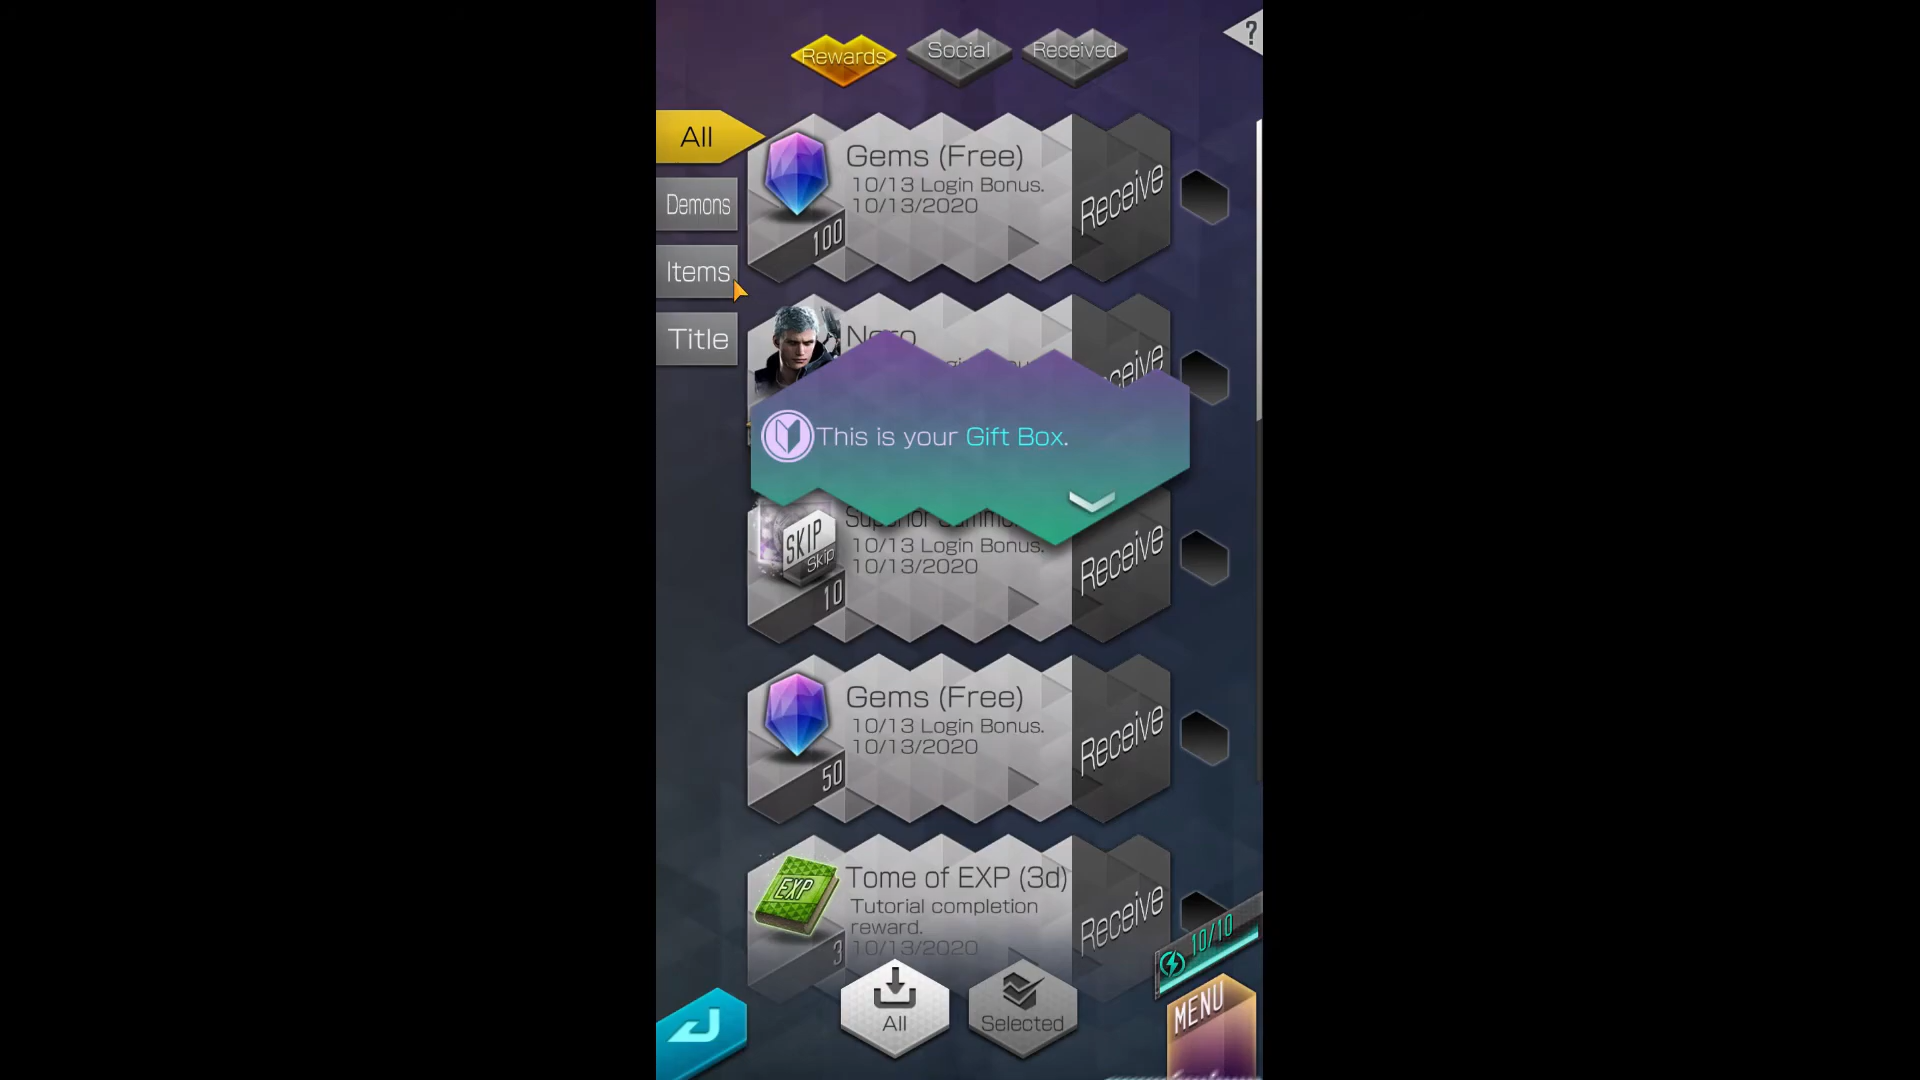 Rewards
Social
Received
?
All
Demons
Items
Title
Gems (Free)
10/13 Login Bonus.
10/13/2020
100
Receive
Nero
This is your Gift Box.
SKIP
Skip
10/13 Login Bonus.
10/13/2020
10
Receive
Gems (Free)
10/13 Login Bonus.
10/13/2020
50
Receive
EXP
Tome of EXP (3d)
Tutorial completion
reward.
10/13/2020
3
Receive
10/10
All
Selected
MENU